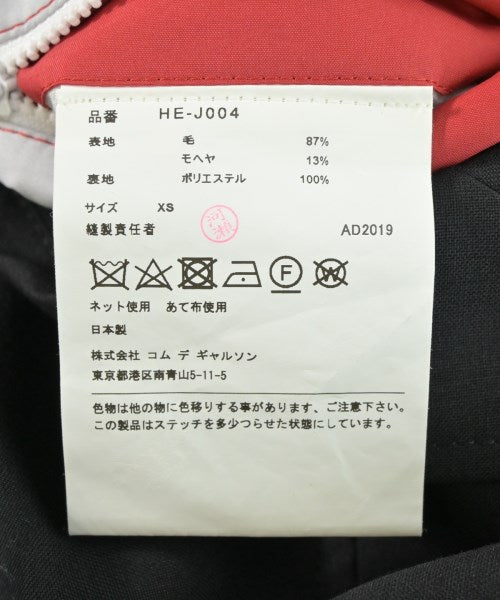 品番 HE-J004
表地 毛 87%
モヘヤ 13%
裏地 ポリエステル 100%
サイズ XS
縫製責任者 河瀬 AD2019
F W
ネット使用 あて布使用
日本製
株式会社 コム デ ギャルソン
東京都港区南青山5-11-5
色物は他の物に色移りする事があります、ご注意下さい。
この製品はステッチを多少つらせた状態にしています。